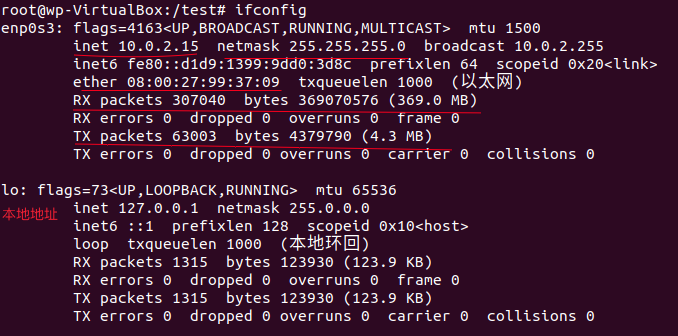 root@wp-VirtualBox:/test# ifconfig
enp0s3: flags=4163<UP,BROADCAST,RUNNING,MULTICAST>  mtu 1500
inet 10.0.2.15  netmask 255.255.255.0  broadcast 10.0.2.255
inet6 fe80::d1d9:1399:9dd0:3d8c  prefixlen 64  scopeid 0x20<link>
ether 08:00:27:99:37:09  txqueuelen 1000  (以太网)
RX packets 307040  bytes 369070576 (369.0 MB)
RX errors 0  dropped 0  overruns 0  frame 0
TX packets 63003  bytes 4379790 (4.3 MB)
TX errors 0  dropped 0 overruns 0  carrier 0  collisions 0
lo: flags=73<UP,LOOPBACK,RUNNING>  mtu 65536
本地地址 inet 127.0.0.1  netmask 255.0.0.0
inet6 ::1  prefixlen 128  scopeid 0x10<host>
loop  txqueuelen 1000  (本地环回)
RX packets 1315  bytes 123930 (123.9 KB)
RX errors 0  dropped 0  overruns 0  frame 0
TX packets 1315  bytes 123930 (123.9 KB)
TX errors 0  dropped 0 overruns 0  carrier 0  collisions 0